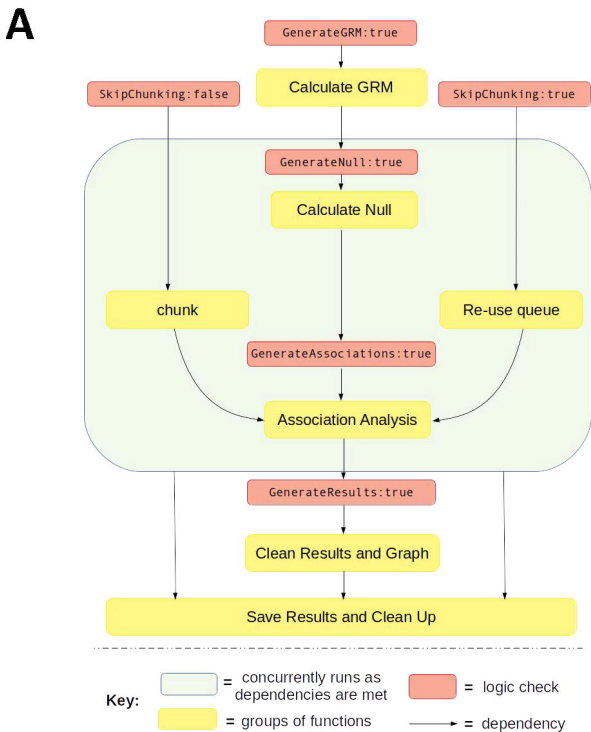 A
GenerateGRM:true
Calculate GRM
SkipChunking:false
SkipChunking:true
GenerateNull:true
Calculate Null
chunk
Re-use queue
GenerateAssociations:true
Association Analysis
GenerateResults:true
Clean Results and Graph
Save Results and Clean Up
Key:
= concurrently runs as
dependencies are met
= logic check
= groups of functions
= dependency